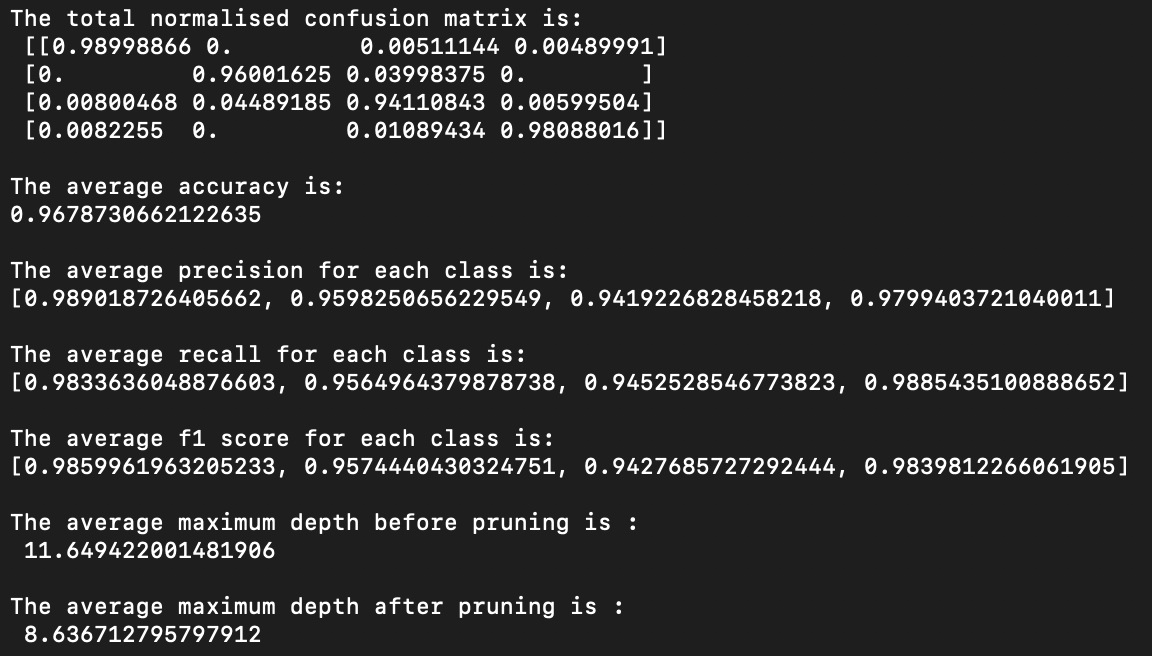 The total normalised confusion matrix is:
[[0.98998866 0. 0.00511144 0.00489991]
[0. 0.96001625 0.03998375 0. ]
[0.00800468 0.04489185 0.94110843 0.00599504]
[0.0082255 0. 0.01089434 0.98088016]]
The average accuracy is:
0.9678730662122635
The average precision for each class is:
[0.989018726405662, 0.9598250656229549, 0.9419226828458218, 0.9799403721040011]
The average recall for each class is:
[0.9833636048876603, 0.9564964379878738, 0.9452528546773823, 0.9885435100888652]
The average f1 score for each class is:
[0.9859961963205233, 0.9574440430324751, 0.9427685727292444, 0.9839812266061905]
The average maximum depth before pruning is :
11.649422001481906
The average maximum depth after pruning is :
8.636712795797912